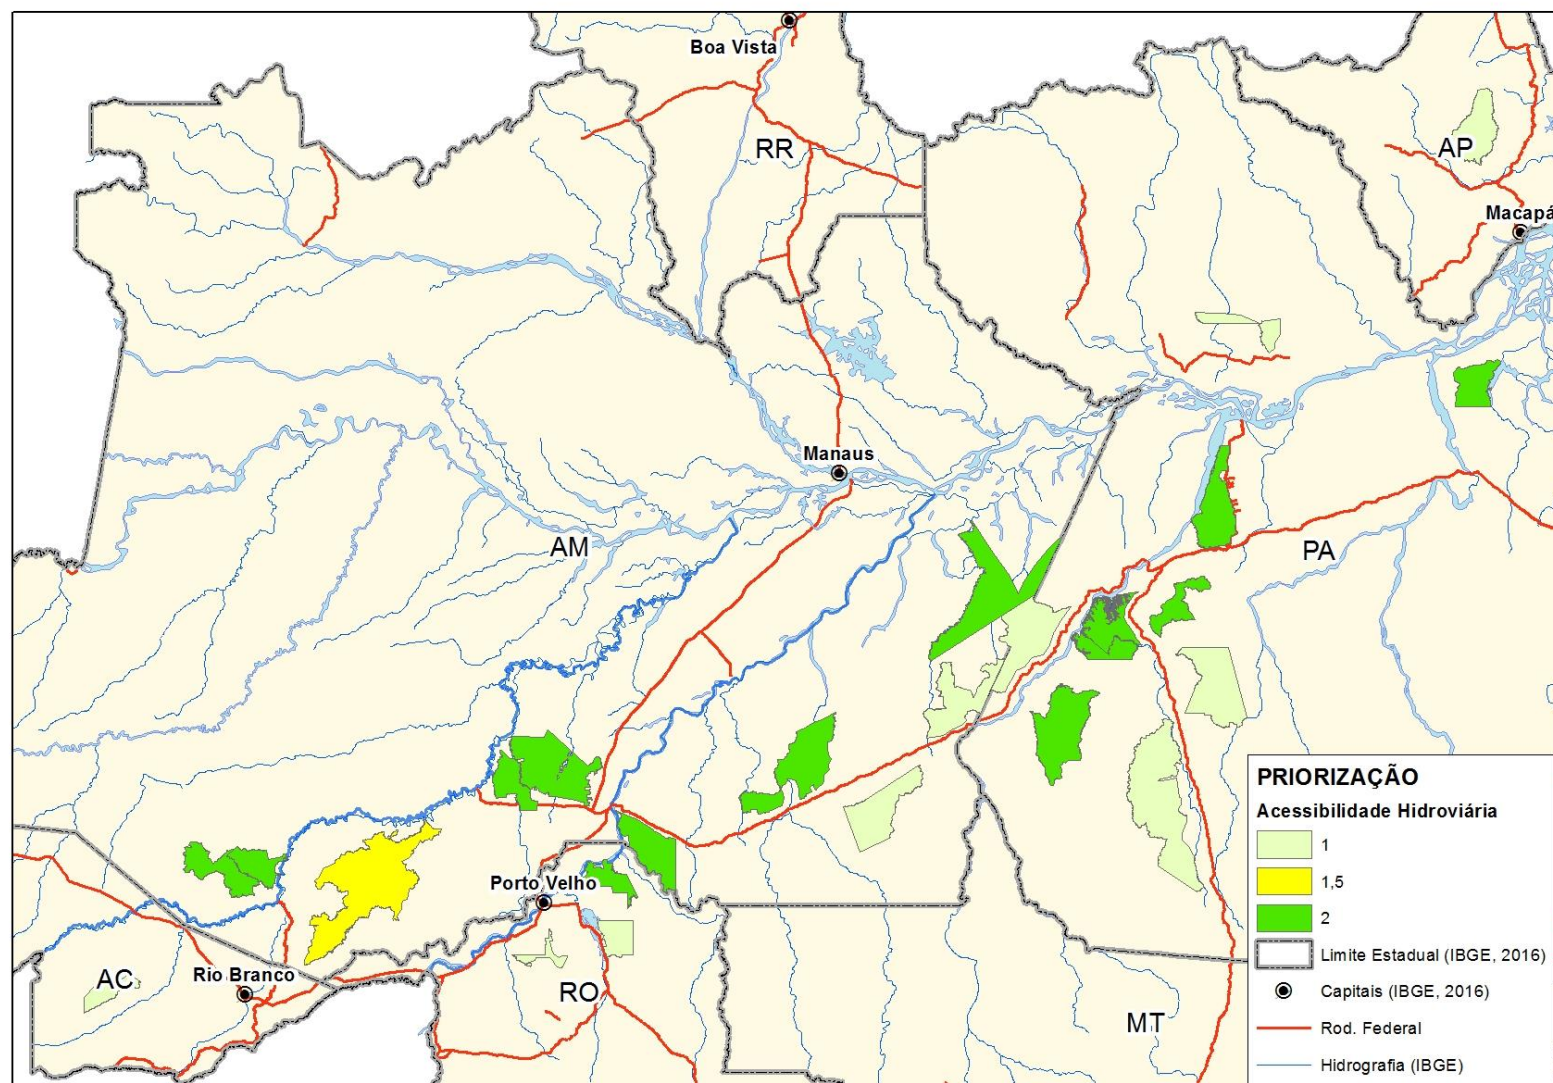 Boa Vista
RR
AP
Macapá
Manaus
AM
PA
Porto Velho
AC
Rio Branco
RO
MT
PRIORIZAÇÃO
Acessibilidade Hidroviária
1
1,5
2
Limite Estadual (IBGE, 2016)
Capitais (IBGE, 2016)
Rod. Federal
Hidrografia (IBGE)